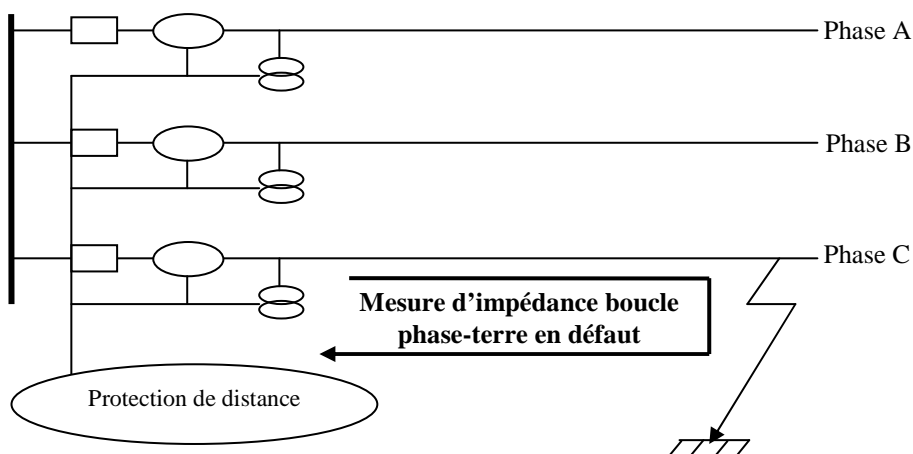 Phase A
Phase B
Phase C
Mesure d’impédance boucle
phase-terre en défaut
Protection de distance